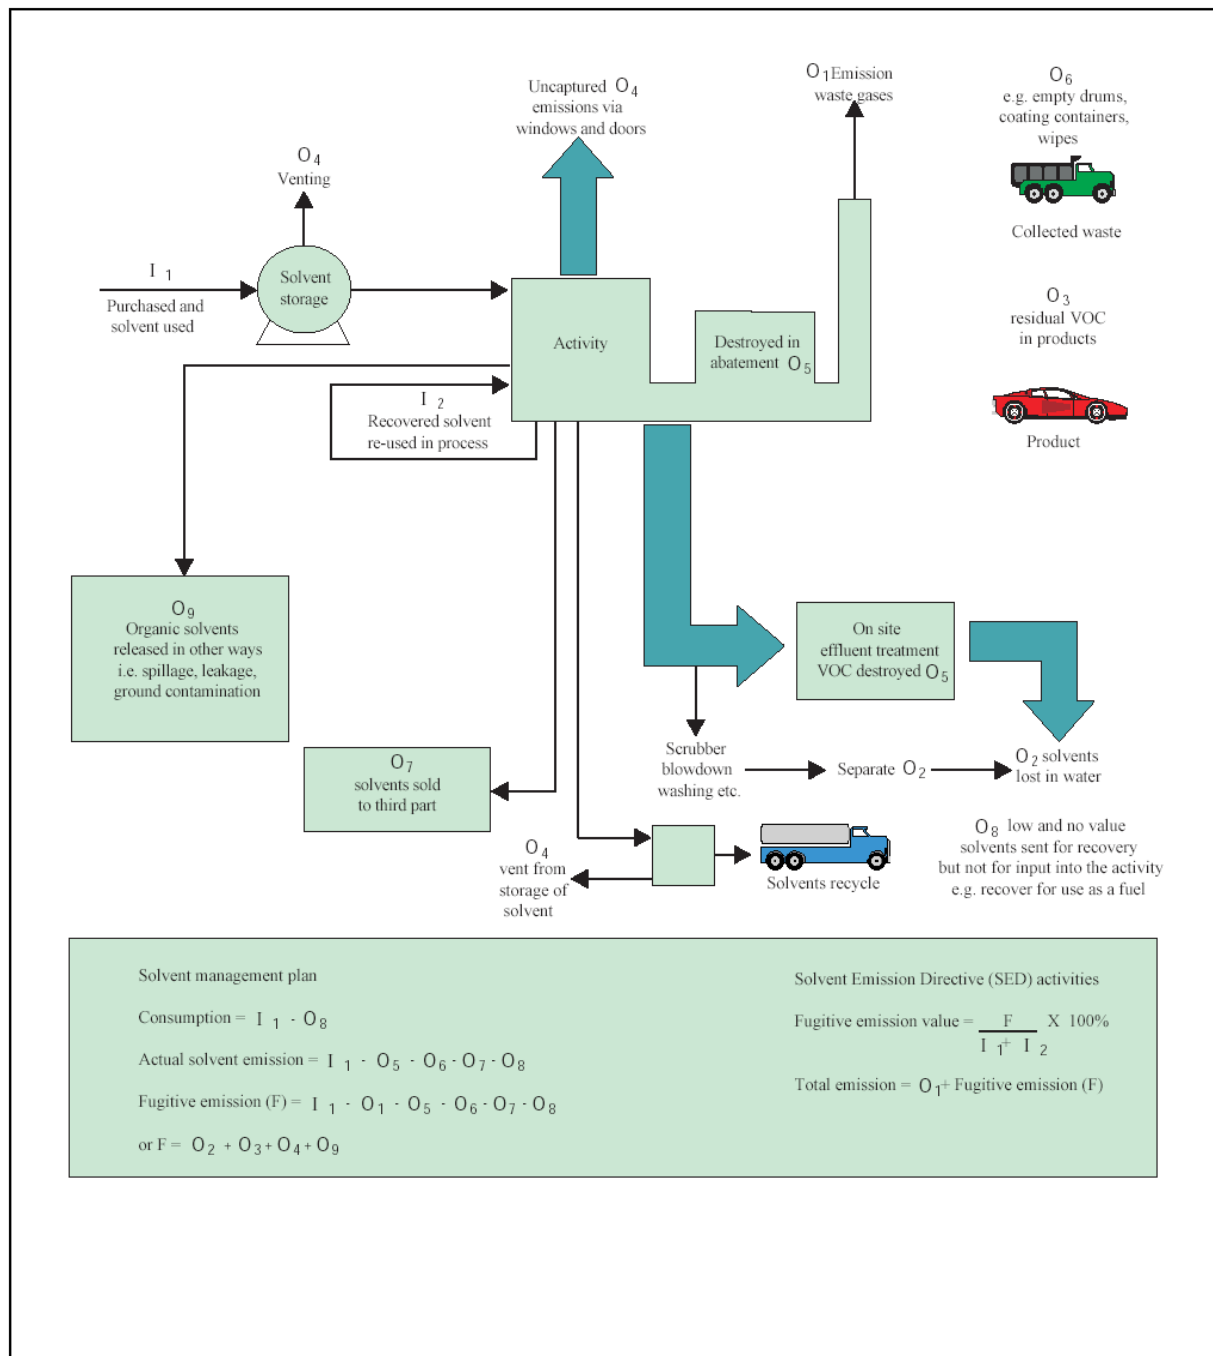 Uncaptured O4
emissions via
windows and doors
O1 Emission
waste gases
O6
e.g. empty drums,
coating containers,
wipes
Collected waste
O4
Venting
I 1
Purchased and
solvent used
Solvent
storage
Activity
Destroyed in
abatement O5
O3
residual VOC
in products
Product
I 2
Recovered solvent
re-used in process
O9
Organic solvents
released in other ways
i.e. spillage, leakage,
ground contamination
On site
effluent treatment
VOC destroyed O5
O7
solvents sold
to third part
Scrubber
blowdown
washing etc.
Separate O2
O2 solvents
lost in water
O4
vent from
storage of
solvent
Solvents recycle
O8 low and no value
solvents sent for recovery
but not for input into the activity
e.g. recover for use as a fuel
Solvent management plan
Consumption = I 1 - O8
Actual solvent emission = I 1 - O5 - O6 - O7 - O8
Fugitive emission (F) = I 1 - O1 - O5 - O6 - O7 - O8
or F = O2 + O3 + O4 + O9
Solvent Emission Directive (SED) activities
Fugitive emission value = F X 100%
I 1 + I 2
Total emission = O1 + Fugitive emission (F)